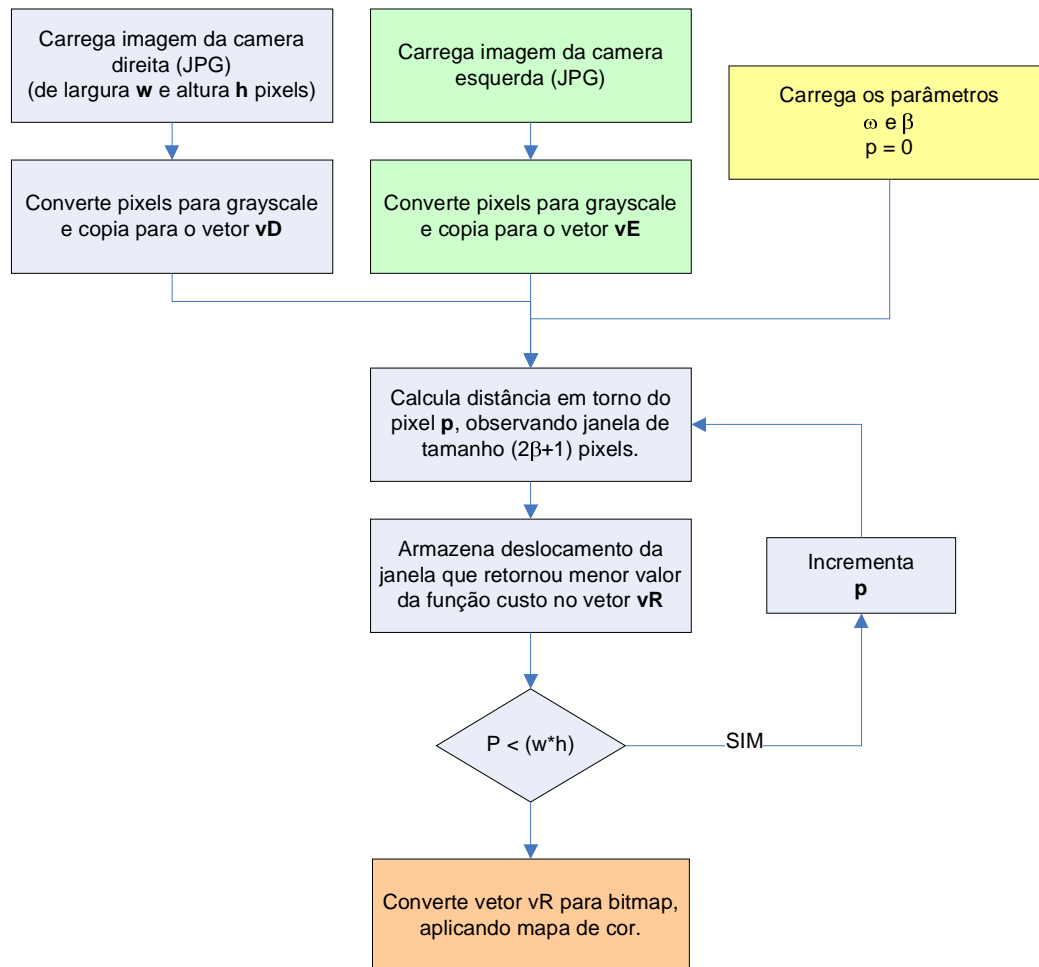 Carrega imagem da camera
direita (JPG)
(de largura w e altura h pixels)
Carrega imagem da camera
esquerda (JPG)
Carrega os parâmetros
ω e β
p = 0
Converte pixels para grayscale
e copia para o vetor vD
Converte pixels para grayscale
e copia para o vetor vE
Calcula distância em torno do
pixel p, observando janela de
tamanho (2β+1) pixels.
Armazena deslocamento da
janela que retornou menor valor
da função custo no vetor vR
Incrementa
p
P < (w*h)
SIM
Converte vetor vR para bitmap,
aplicando mapa de cor.